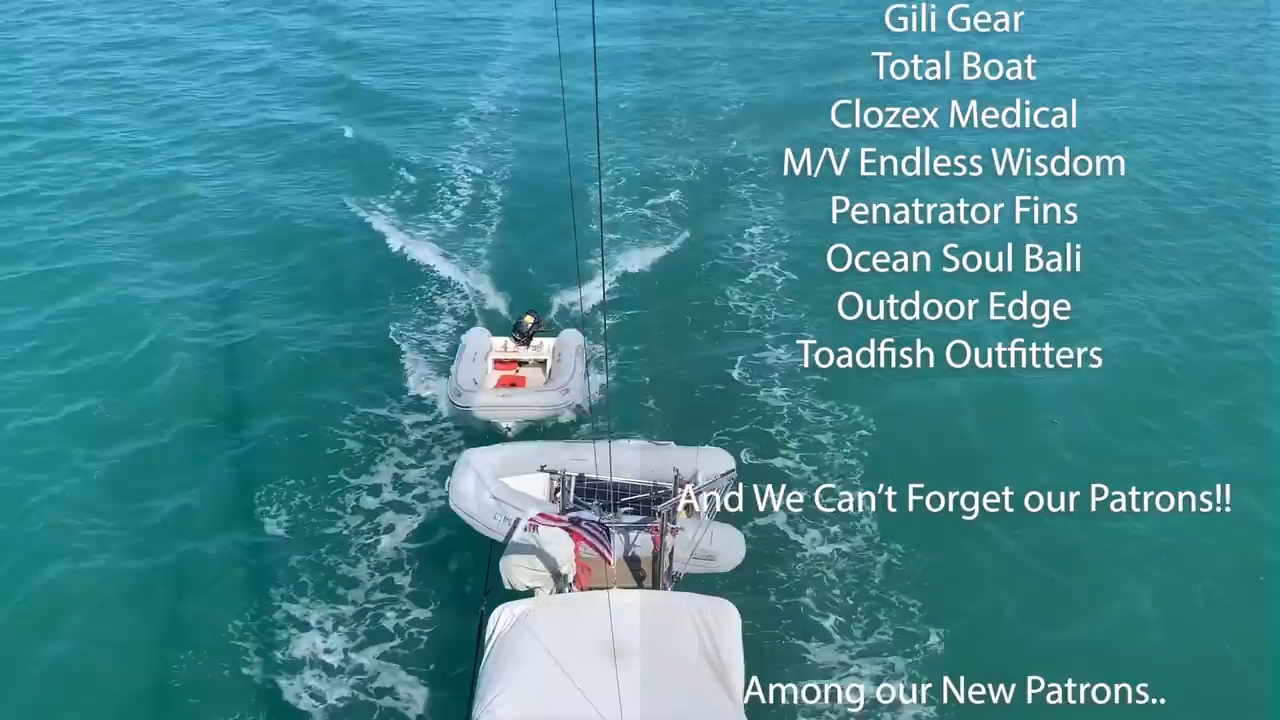 Gili Gear
Total Boat
Clozex Medical
M/V Endless Wisdom
Penatrator Fins
Ocean Soul Bali
Outdoor Edge
Toadfish Outfitters
And We Can't Forget our Patrons!!
Among our New Patrons..